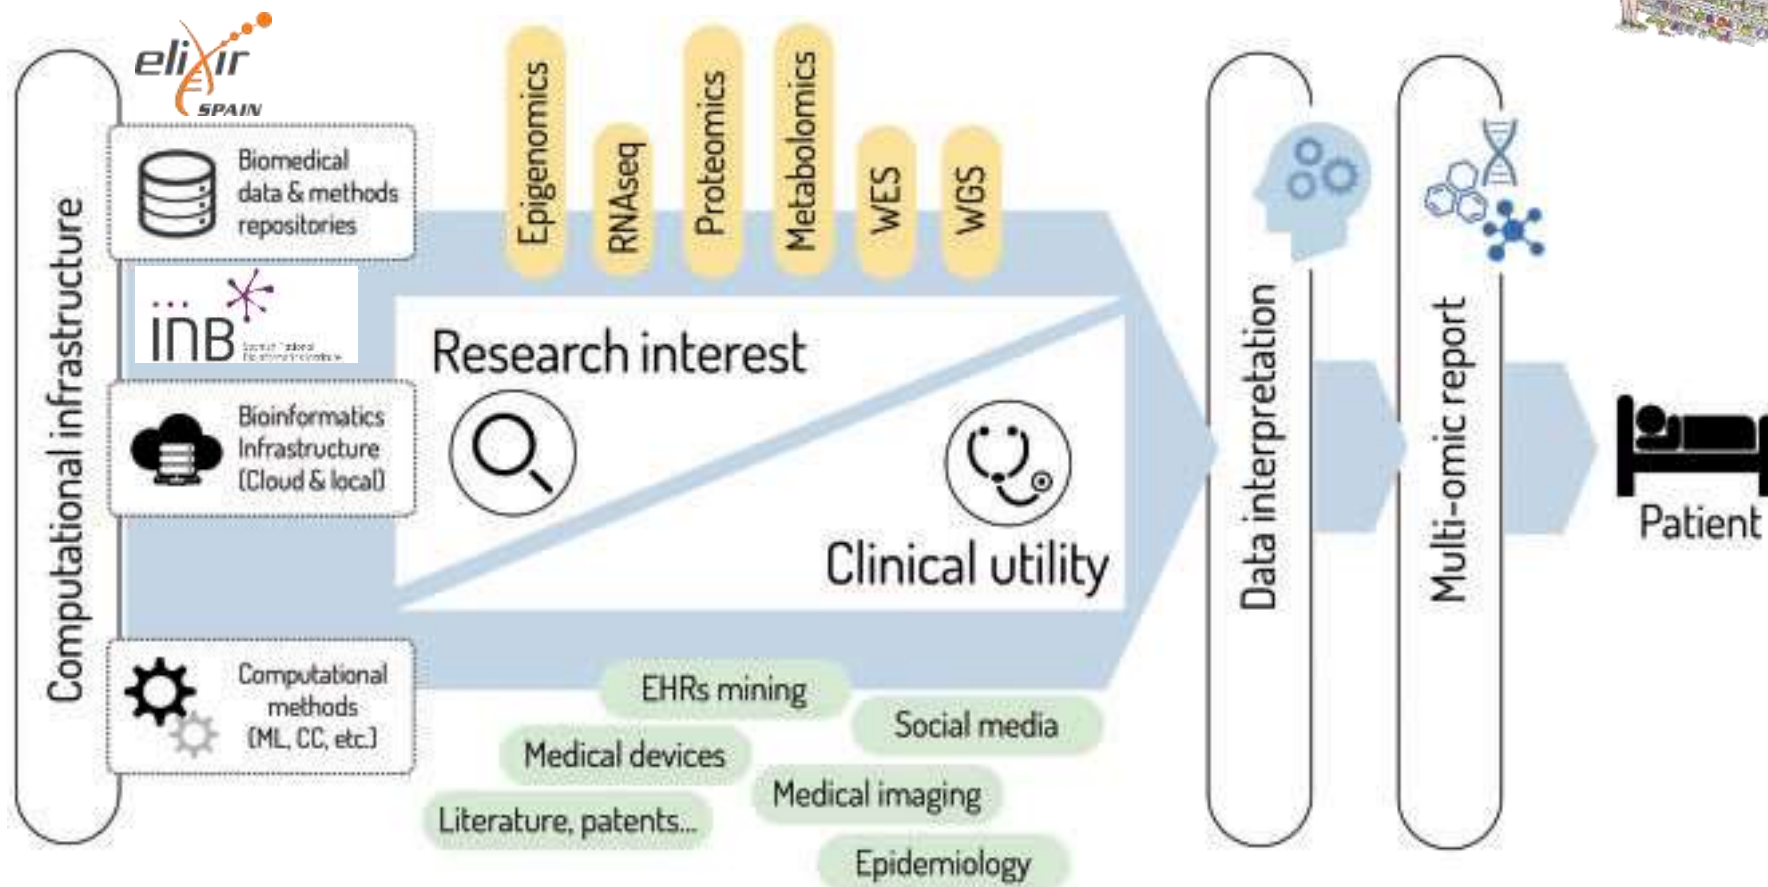 elixir
SPAIN
Computational infrastructure
Biomedical
data & methods
repositories
INB
Bioinformatics
Infrastructure
(Cloud & local)
Computational
methods
(ML, CC, etc.)
Epigenomics
RNAseq
Proteomics
Metabolomics
WES
WGS
Research interest
Clinical utility
EHRs mining
Social media
Medical devices
Medical imaging
Literature, patents...
Epidemiology
Data interpretation
Multi-omic report
Patient